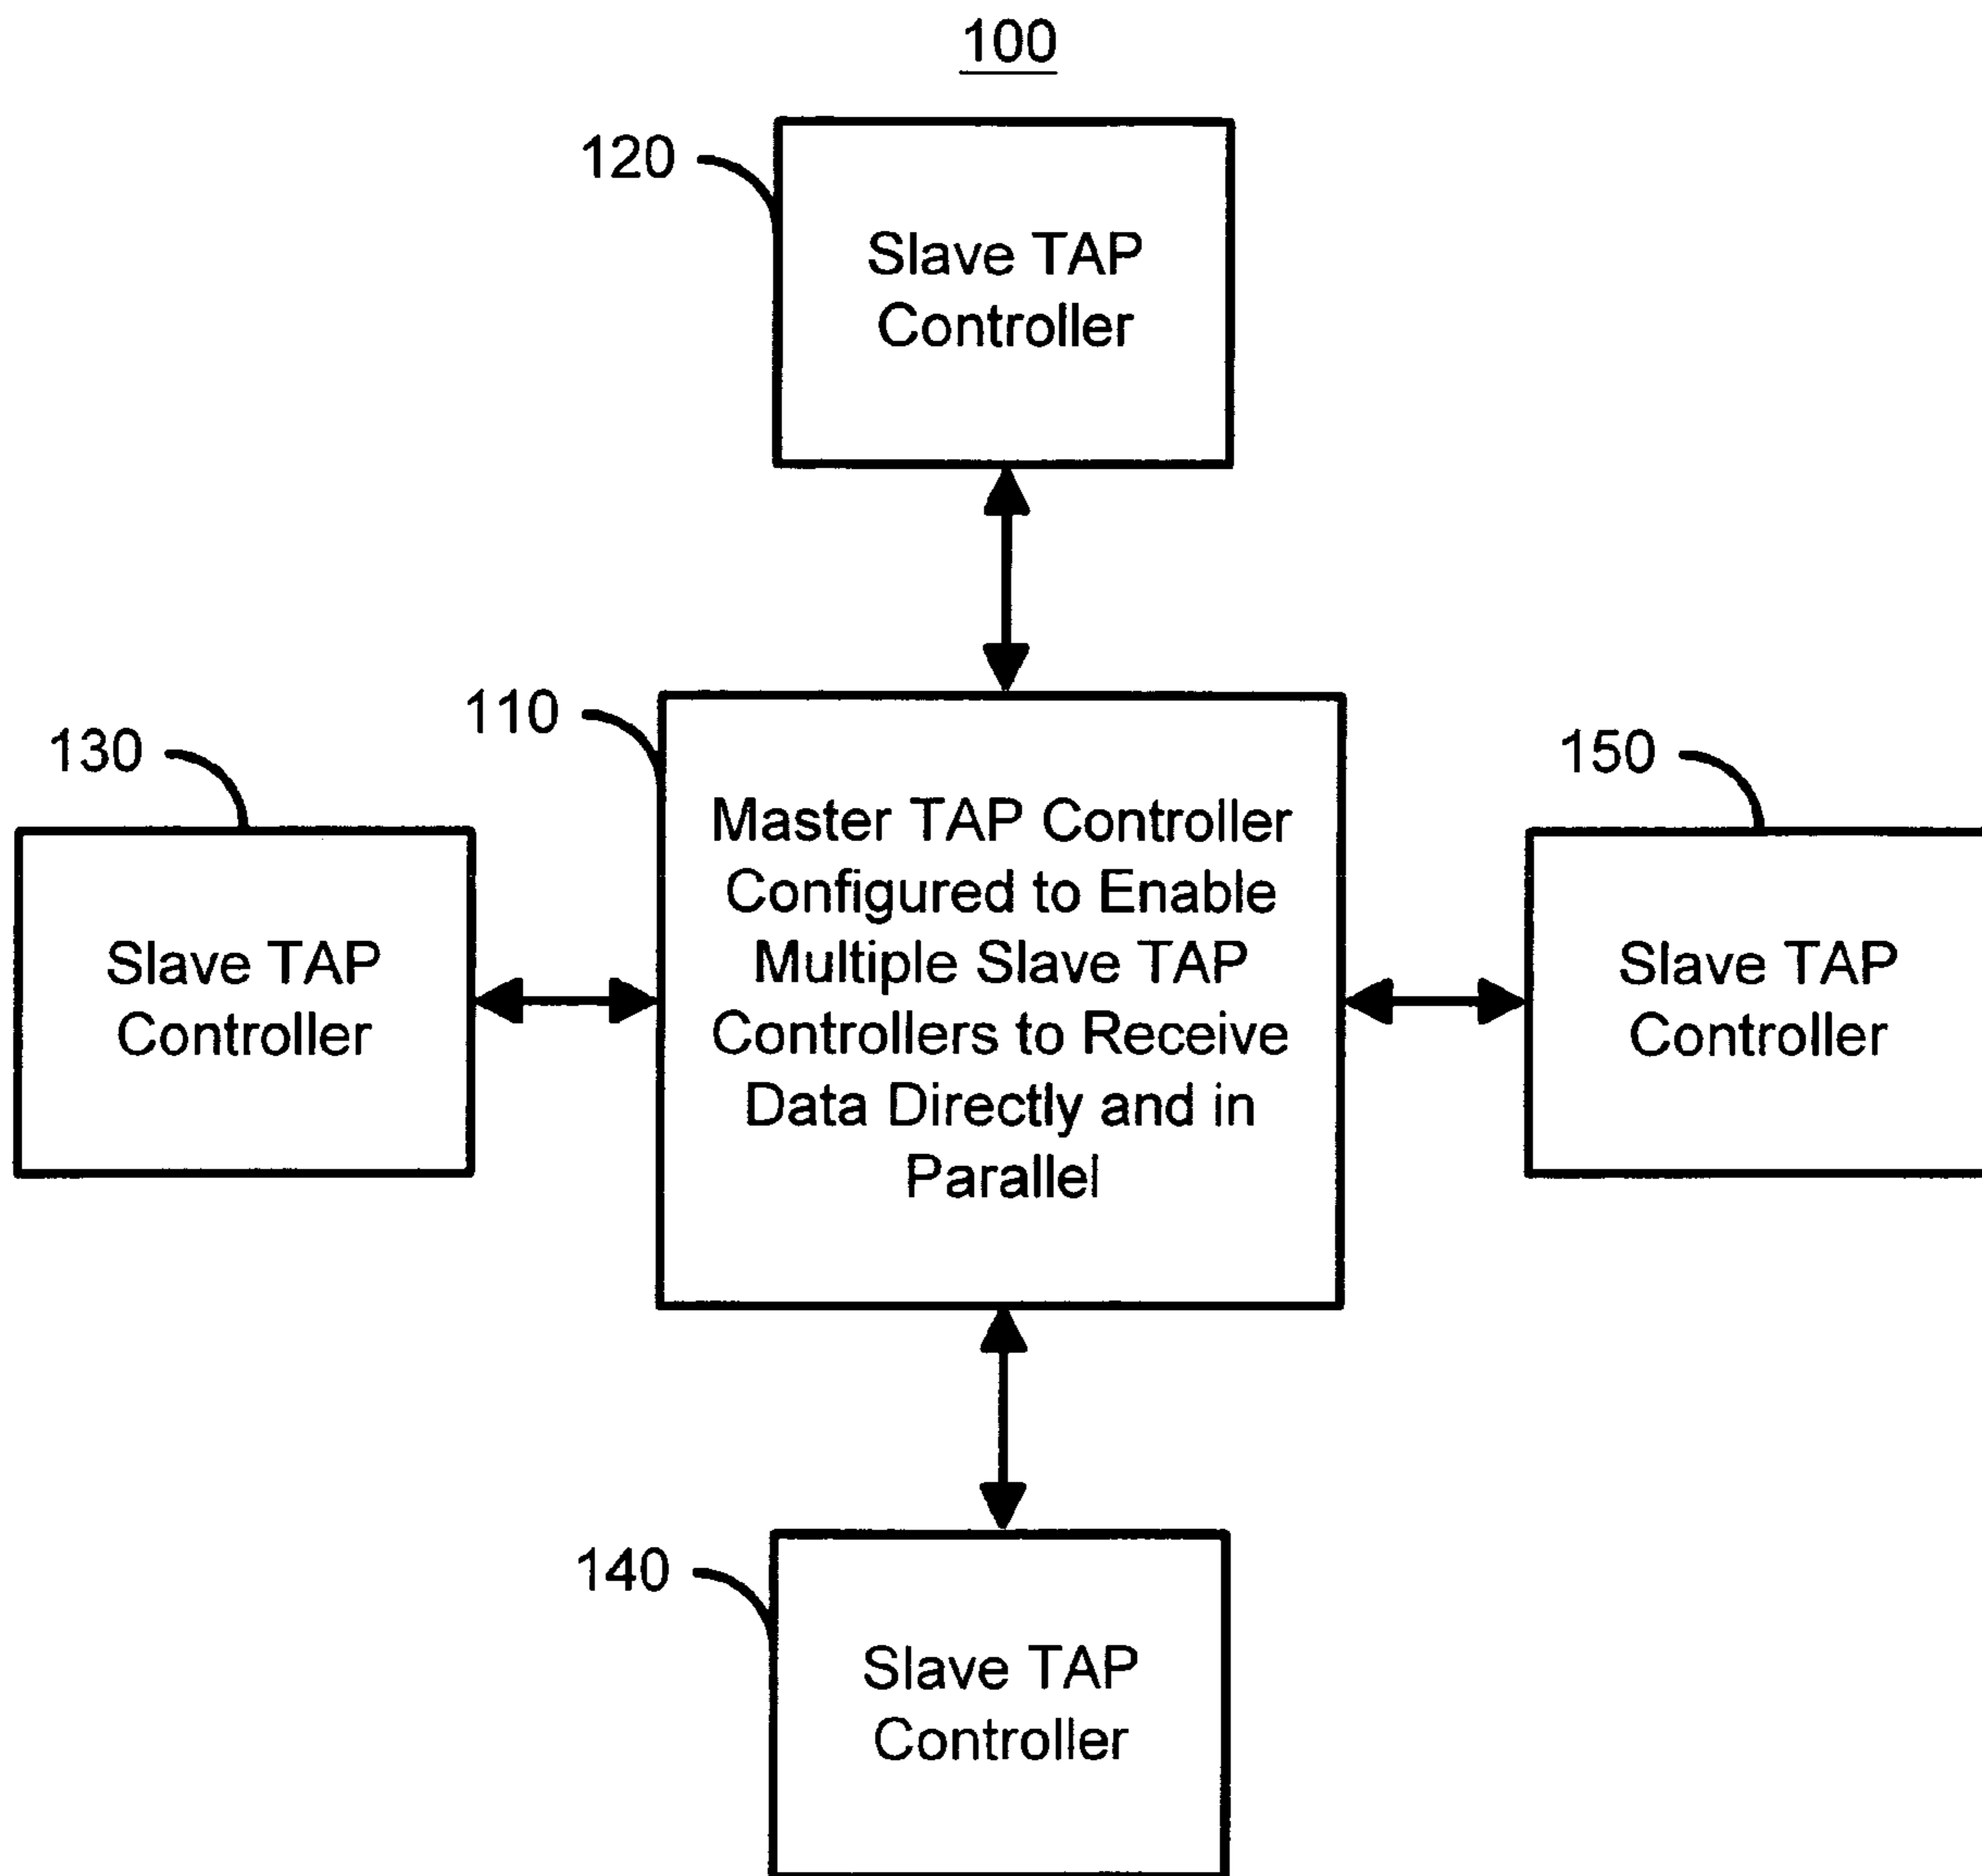 100
120
Slave TAP
Controller
110
130
150
Master TAP Controller
Configured to Enable
Multiple Slave TAP
Controllers to Receive
Data Directly and in
Parallel
Slave TAP
Controller
Slave TAP
Controller
140
Slave TAP
Controller